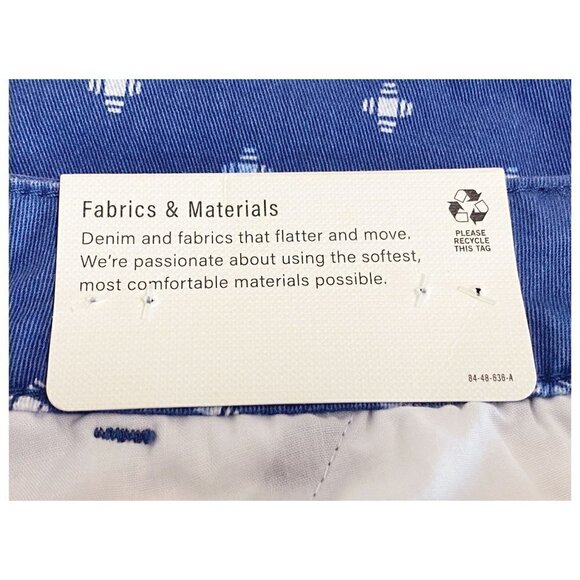 Fabrics & Materials
Denim and fabrics that flatter and move.
We're passionate about using the softest,
most comfortable materials possible.
PLEASE
RECYCLE
THIS TAG
84-48-636-A